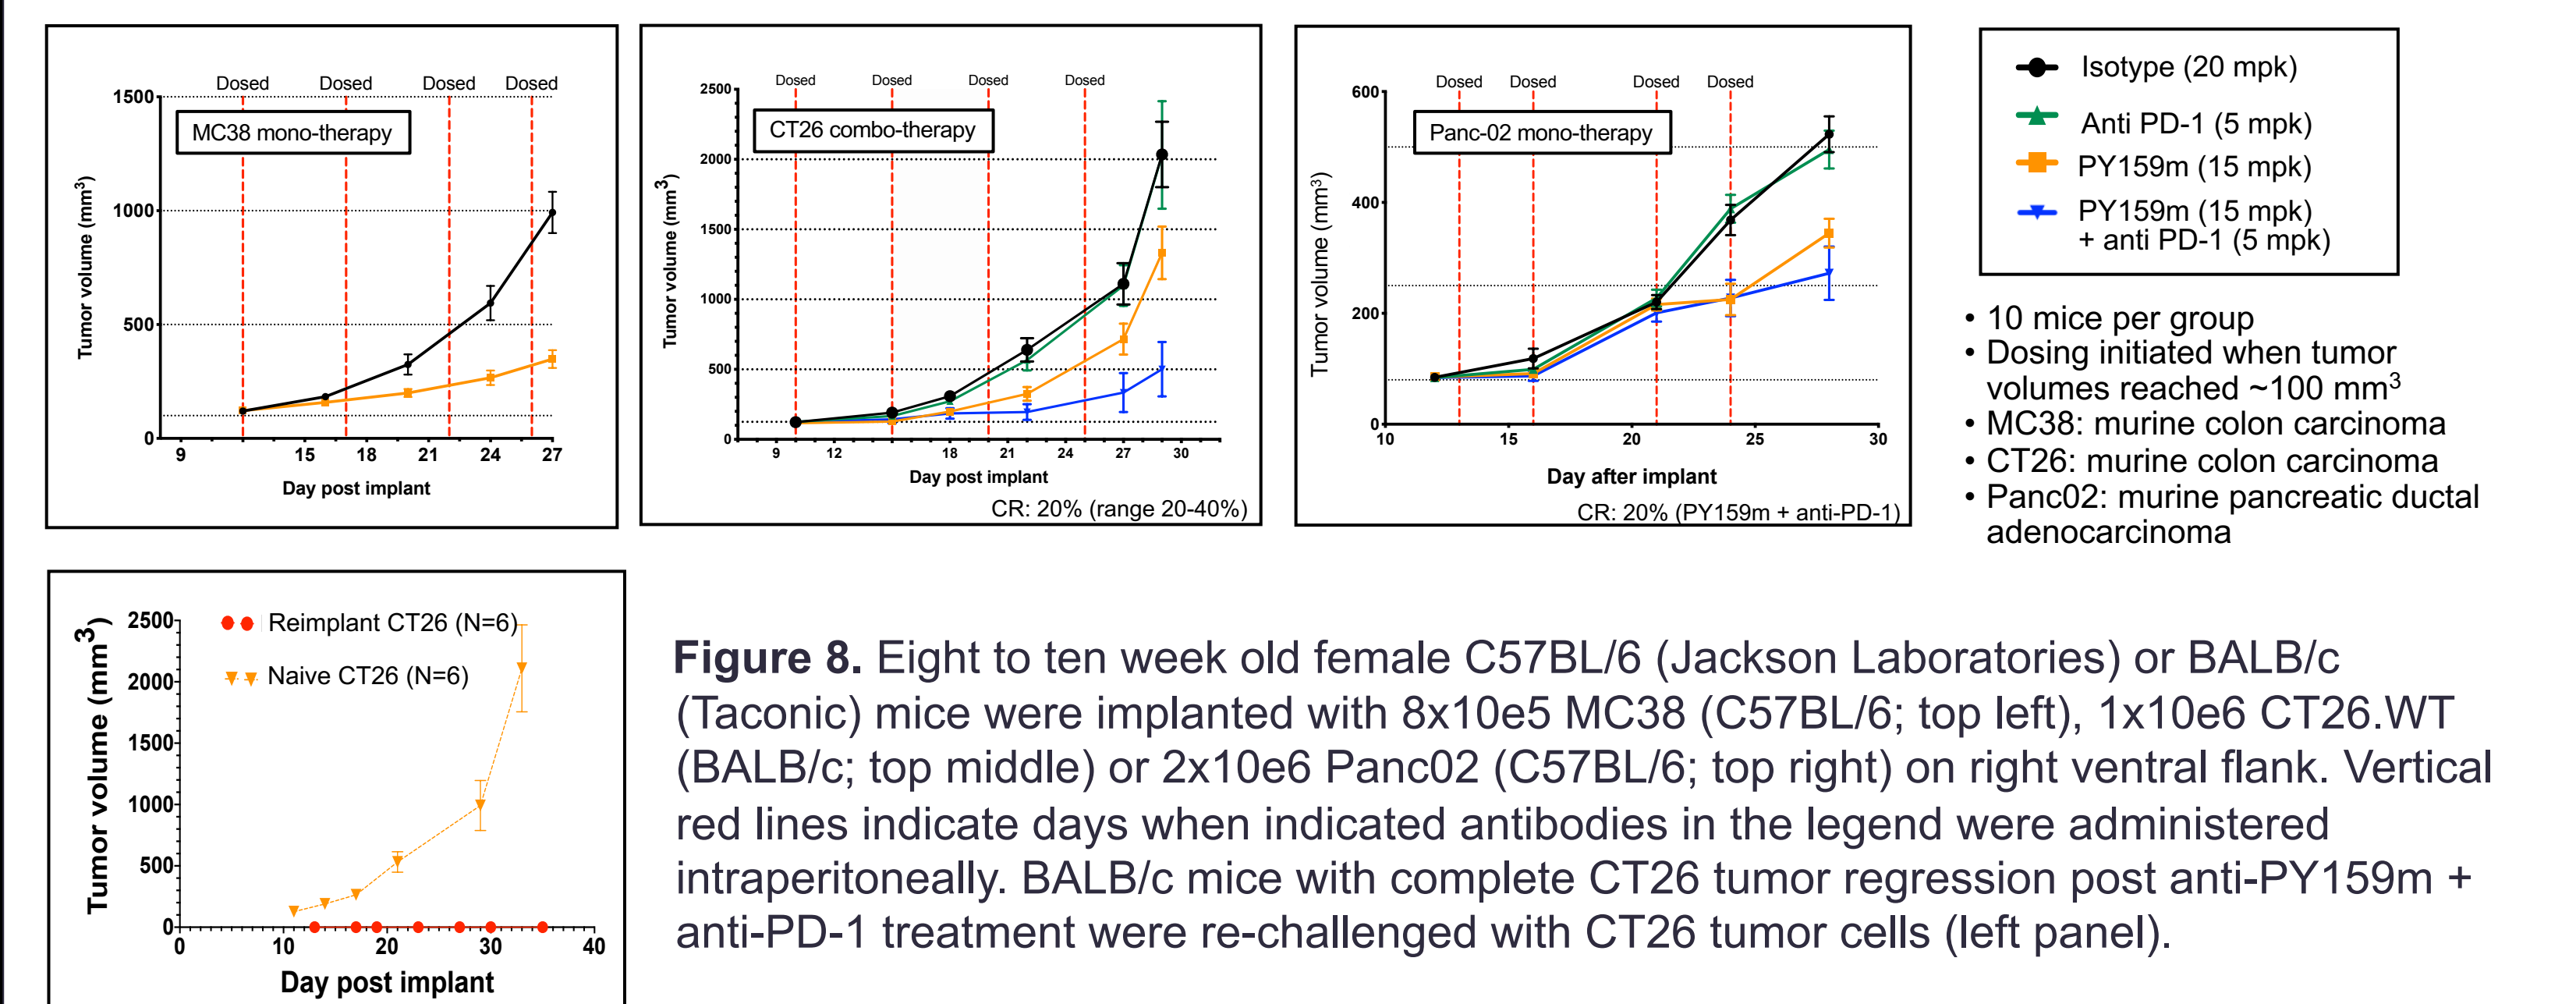 Dosed Dosed Dosed Dosed
1500
MC38 mono-therapy
1000
500
0
Tumor volume (mm3)
9 15 18 21 24 27
Day post implant
Dosed Dosed Dosed Dosed
2500
CT26 combo-therapy
2000
1500
1000
500
0
Tumor volume (mm3)
9 12 18 21 24 27 30
Day post implant
CR: 20% (range 20-40%)
Dosed Dosed Dosed Dosed
600
Panc-02 mono-therapy
400
200
0
Tumor volume (mm3)
10 15 20 25 30
Day after implant
CR: 20% (PY159m + anti-PD-1)
Isotype (20 mpk)
Anti PD-1 (5 mpk)
PY159m (15 mpk)
PY159m (15 mpk)
+ anti PD-1 (5 mpk)
• 10 mice per group
• Dosing initiated when tumor
volumes reached ~100 mm3
• MC38: murine colon carcinoma
• CT26: murine colon carcinoma
• Panc02: murine pancreatic ductal
adenocarcinoma
2500
Reimplant CT26 (N=6)
Naive CT26 (N=6)
2000
1500
1000
500
0
Tumor volume (mm3)
0 10 20 30 40
Day post implant
Figure 8. Eight to ten week old female C57BL/6 (Jackson Laboratories) or BALB/c
(Taconic) mice were implanted with 8x10e5 MC38 (C57BL/6; top left), 1x10e6 CT26.WT
(BALB/c; top middle) or 2x10e6 Panc02 (C57BL/6; top right) on right ventral flank. Vertical
red lines indicate days when indicated antibodies in the legend were administered
intraperitoneally. BALB/c mice with complete CT26 tumor regression post anti-PY159m +
anti-PD-1 treatment were re-challenged with CT26 tumor cells (left panel).